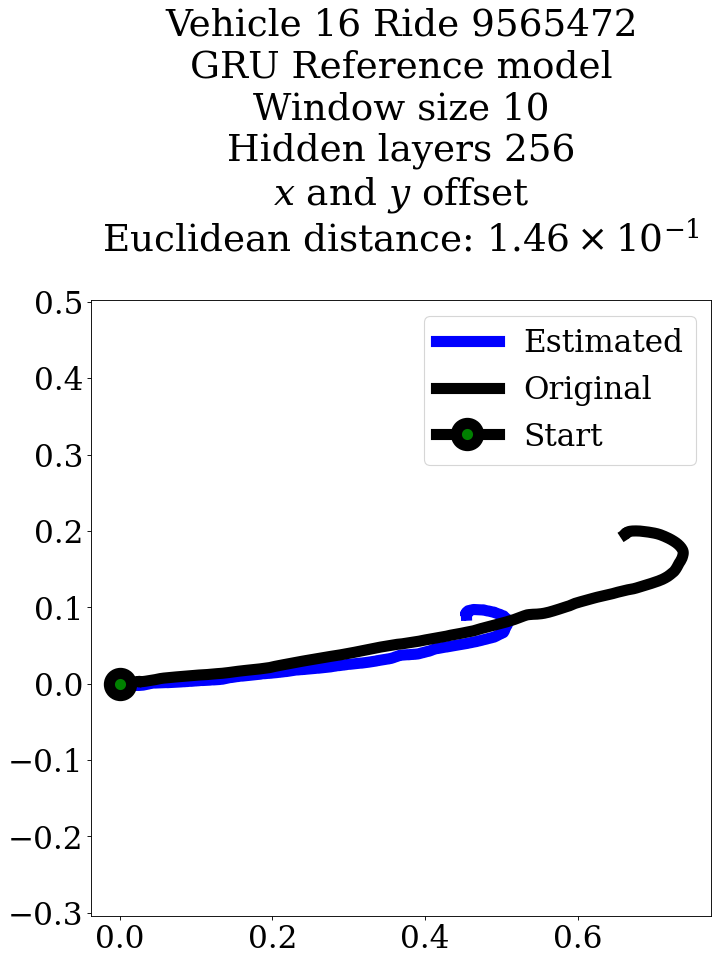 Vehicle 16 Ride 9565472
GRU Reference model
Window size 10
Hidden layers 256
x and y offset
Euclidean distance: 1.46 × 10⁻¹
0.5
0.4
0.3
0.2
0.1
0.0
−0.1
−0.2
−0.3
Estimated
Original
Start
0.0 0.2 0.4 0.6